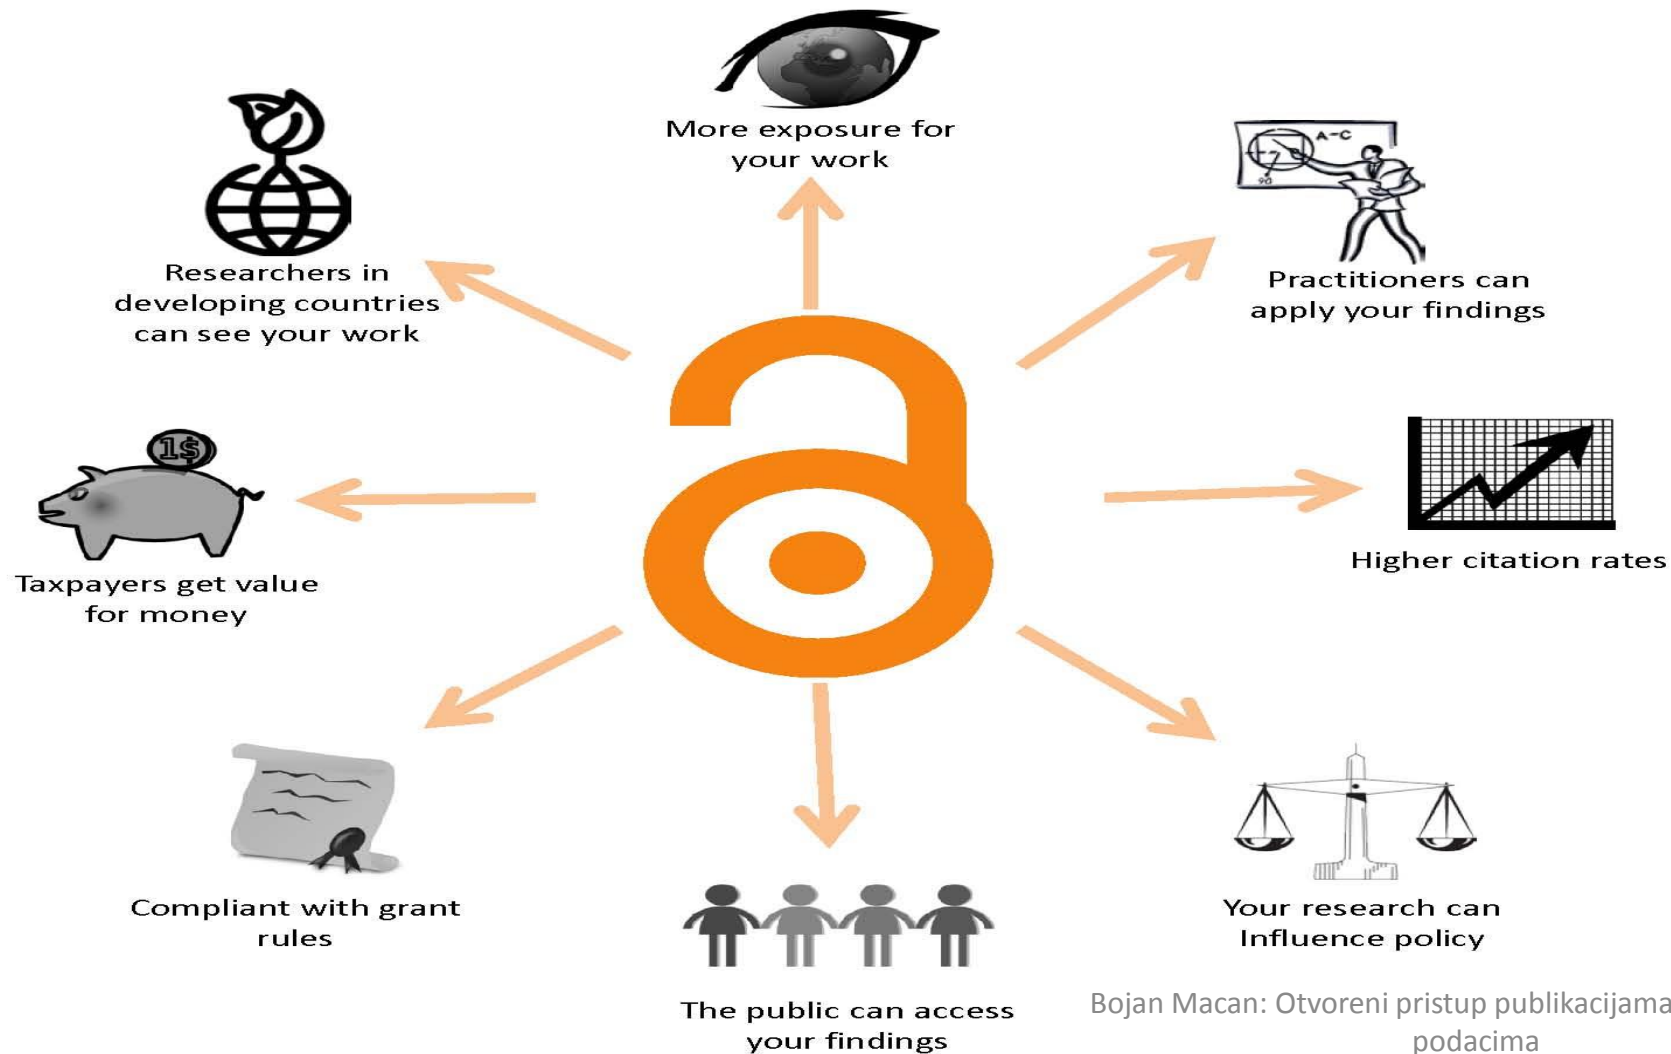 More exposure for
your work
A-C
90
Practitioners can
apply your findings
Researchers in
developing countries
can see your work
1$
Taxpayers get value
for money
Higher citation rates
Compliant with grant
rules
Your research can
Influence policy
The public can access
your findings
Bojan Macan: Otvoreni pristup publikacijama
podacima